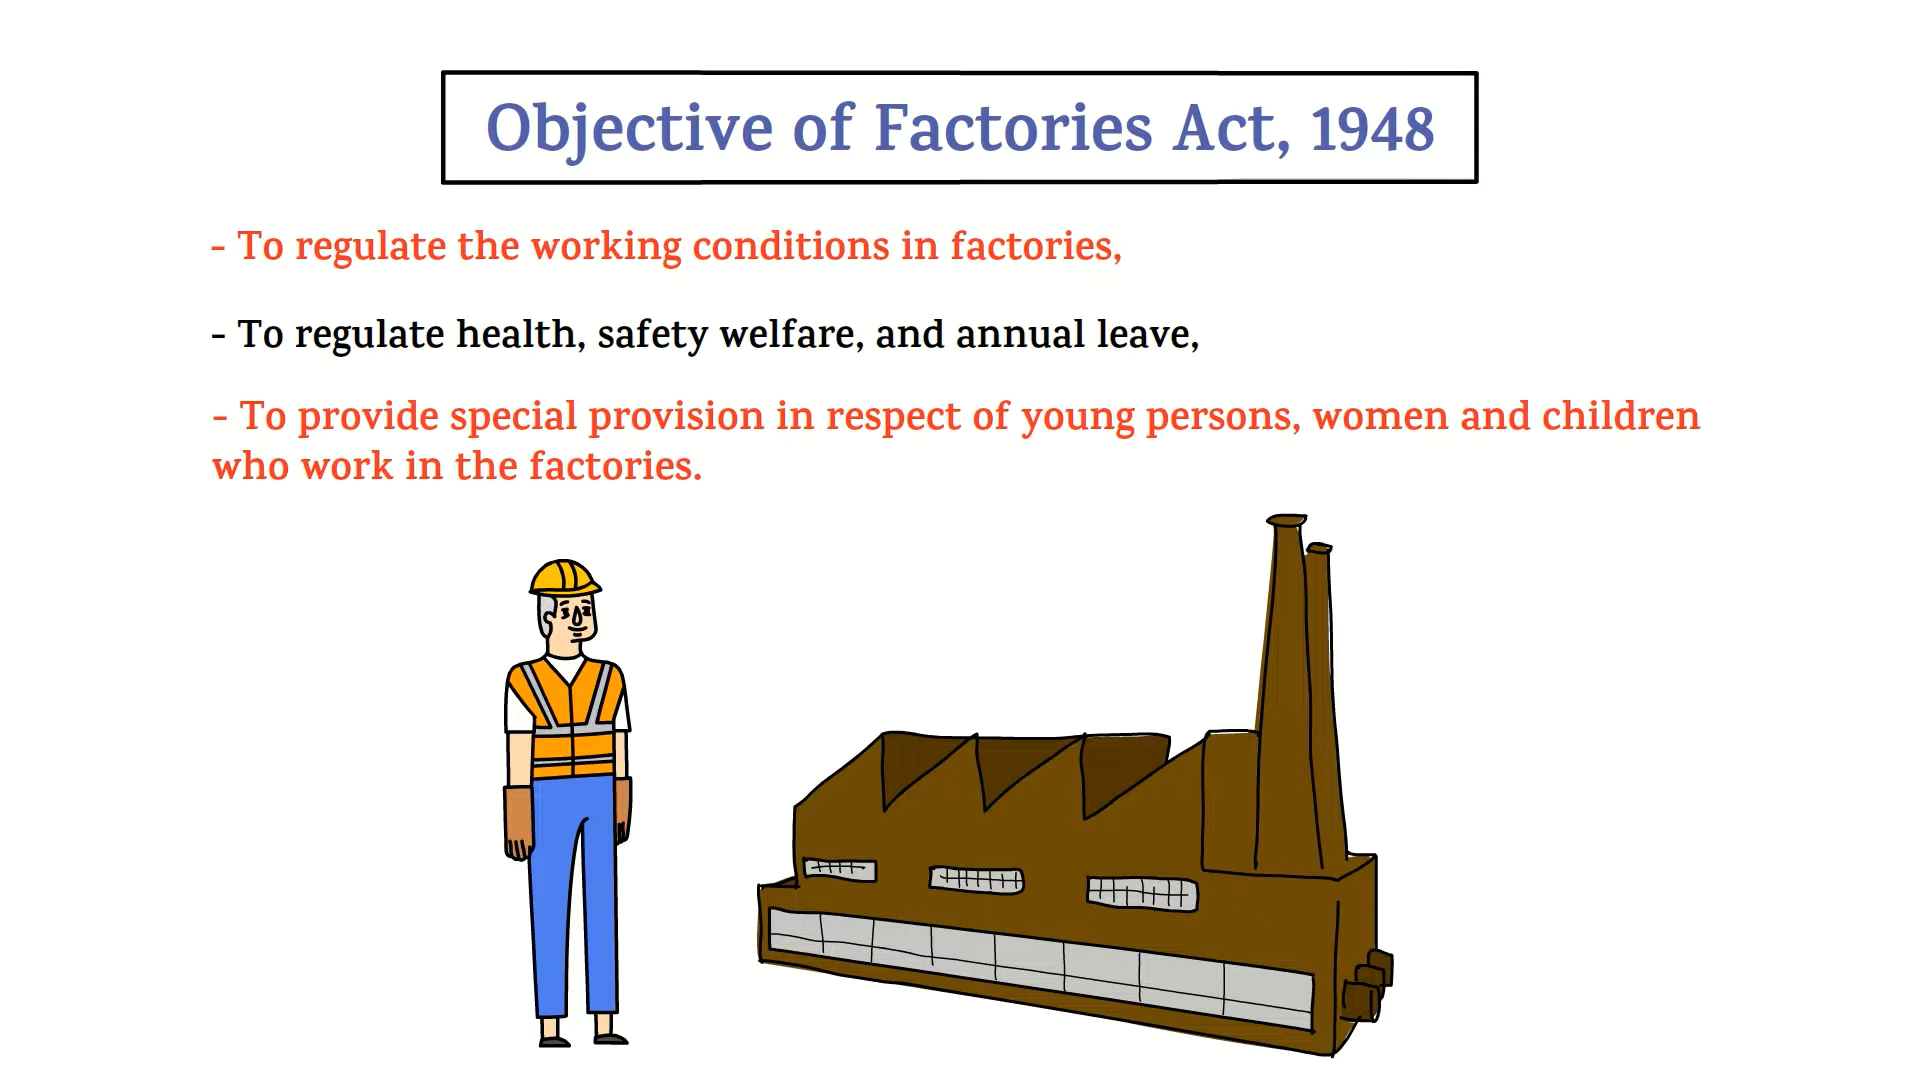 Objective of Factories Act, 1948
- To regulate the working conditions in factories,
- To regulate health, safety welfare, and annual leave,
- To provide special provision in respect of young persons, women and children
who work in the factories.